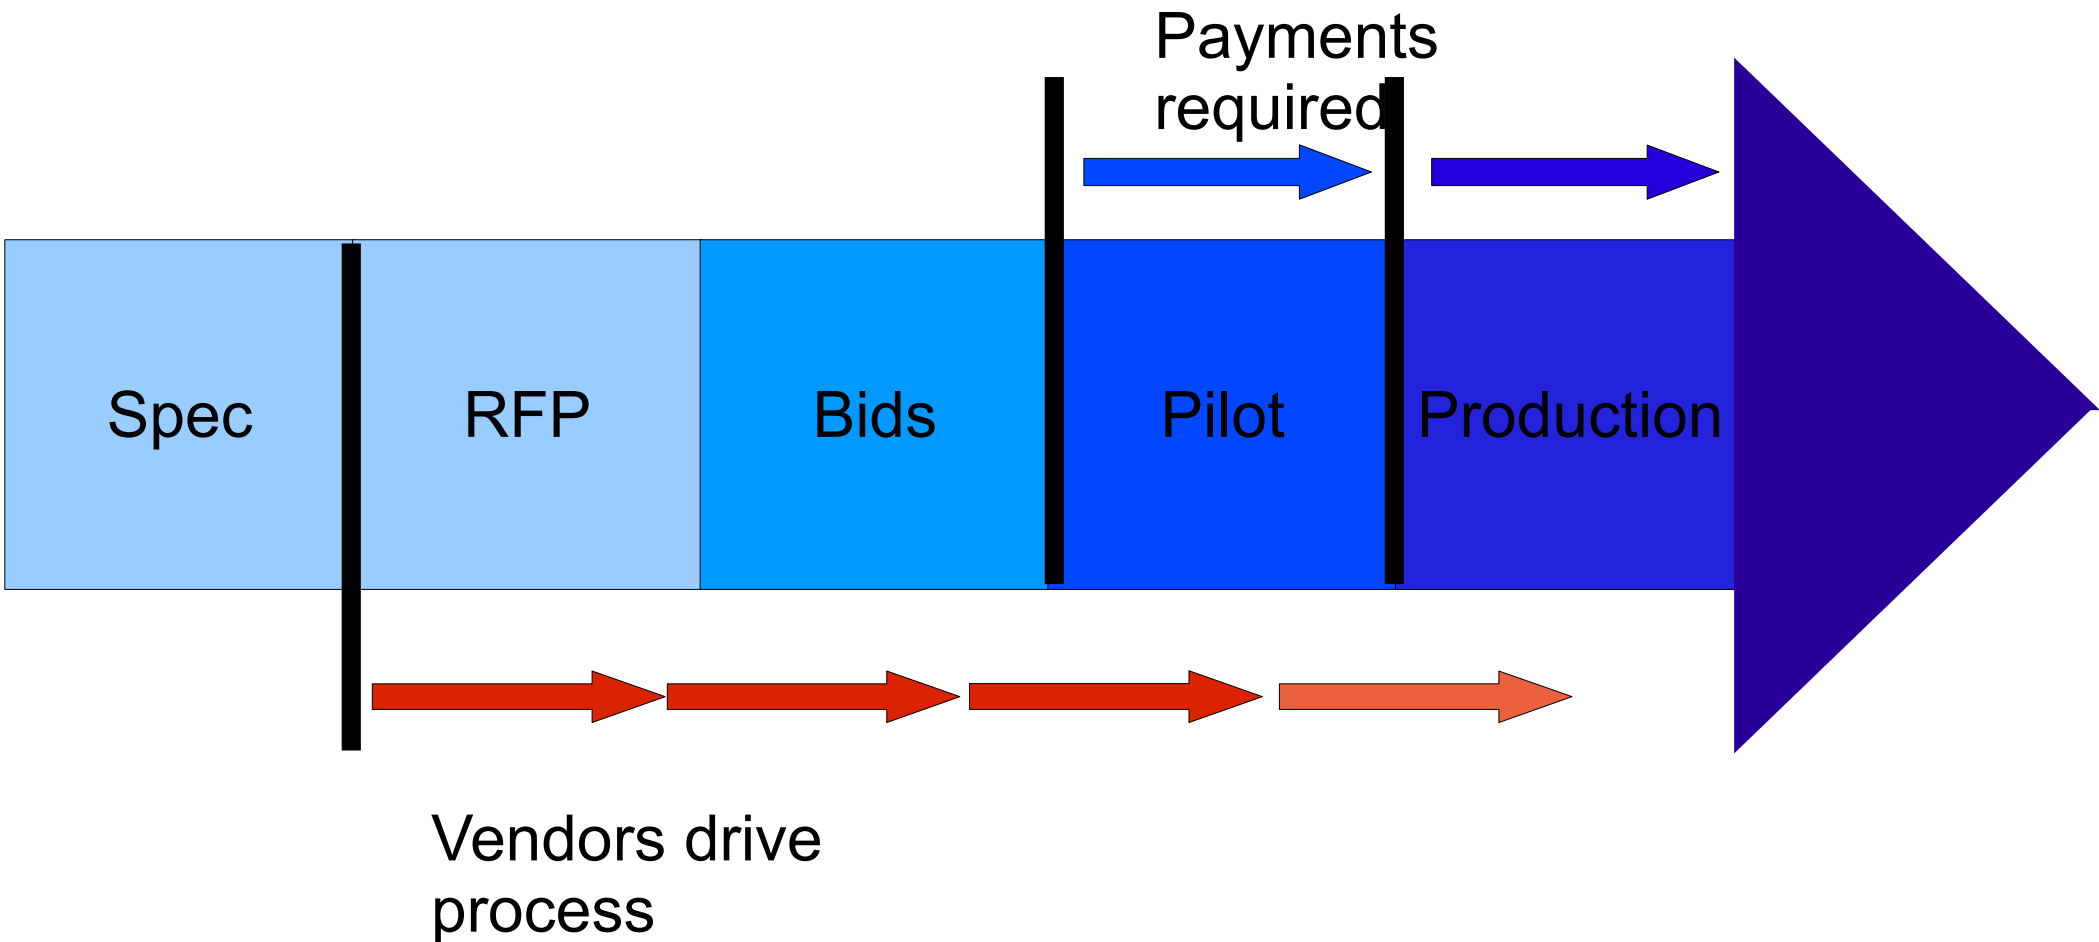 Payments
required
Spec
RFP
Bids
Pilot
Production
Vendors drive
process